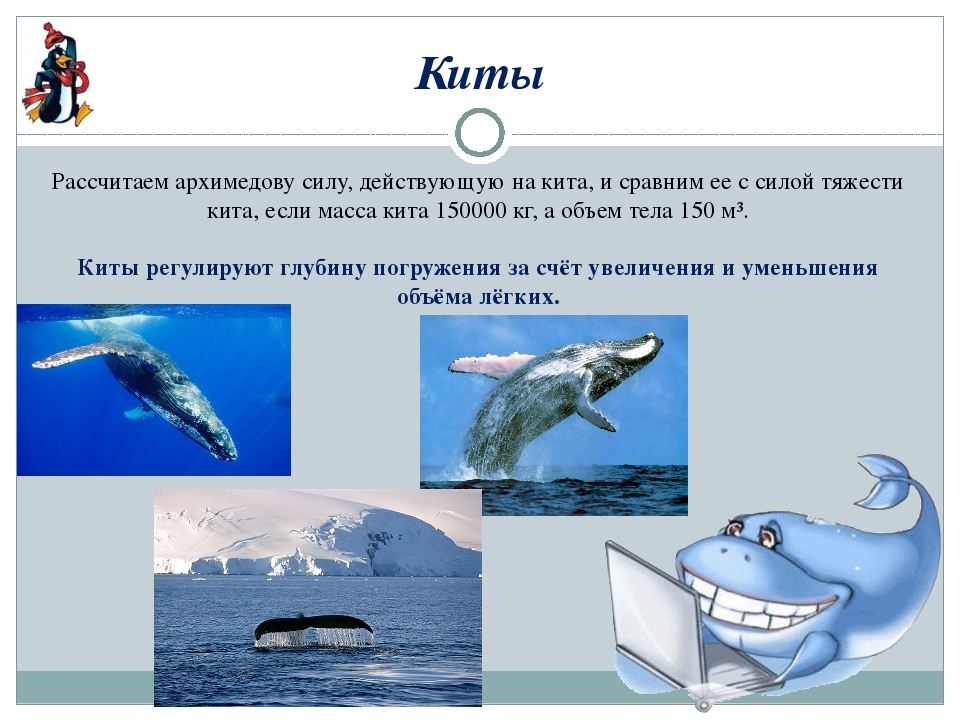 Киты
Рассчитаем архимедову силу, действующую на кита, и сравним ее с силой тяжести
кита, если масса кита 150000 кг, а объем тела 150 м³.
Киты регулируют глубину погружения за счёт увеличения и уменьшения
объёма лёгких.